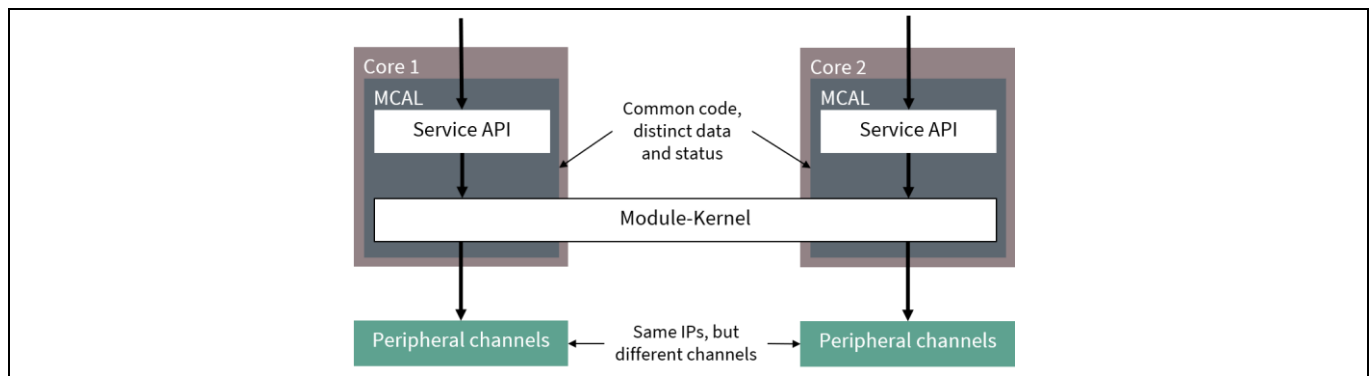 Core 1
MCAL
Service API
Common code,
distinct data
and status
Core 2
MCAL
Service API
Module-Kernel
Peripheral channels
Same IPs, but
different channels
Peripheral channels